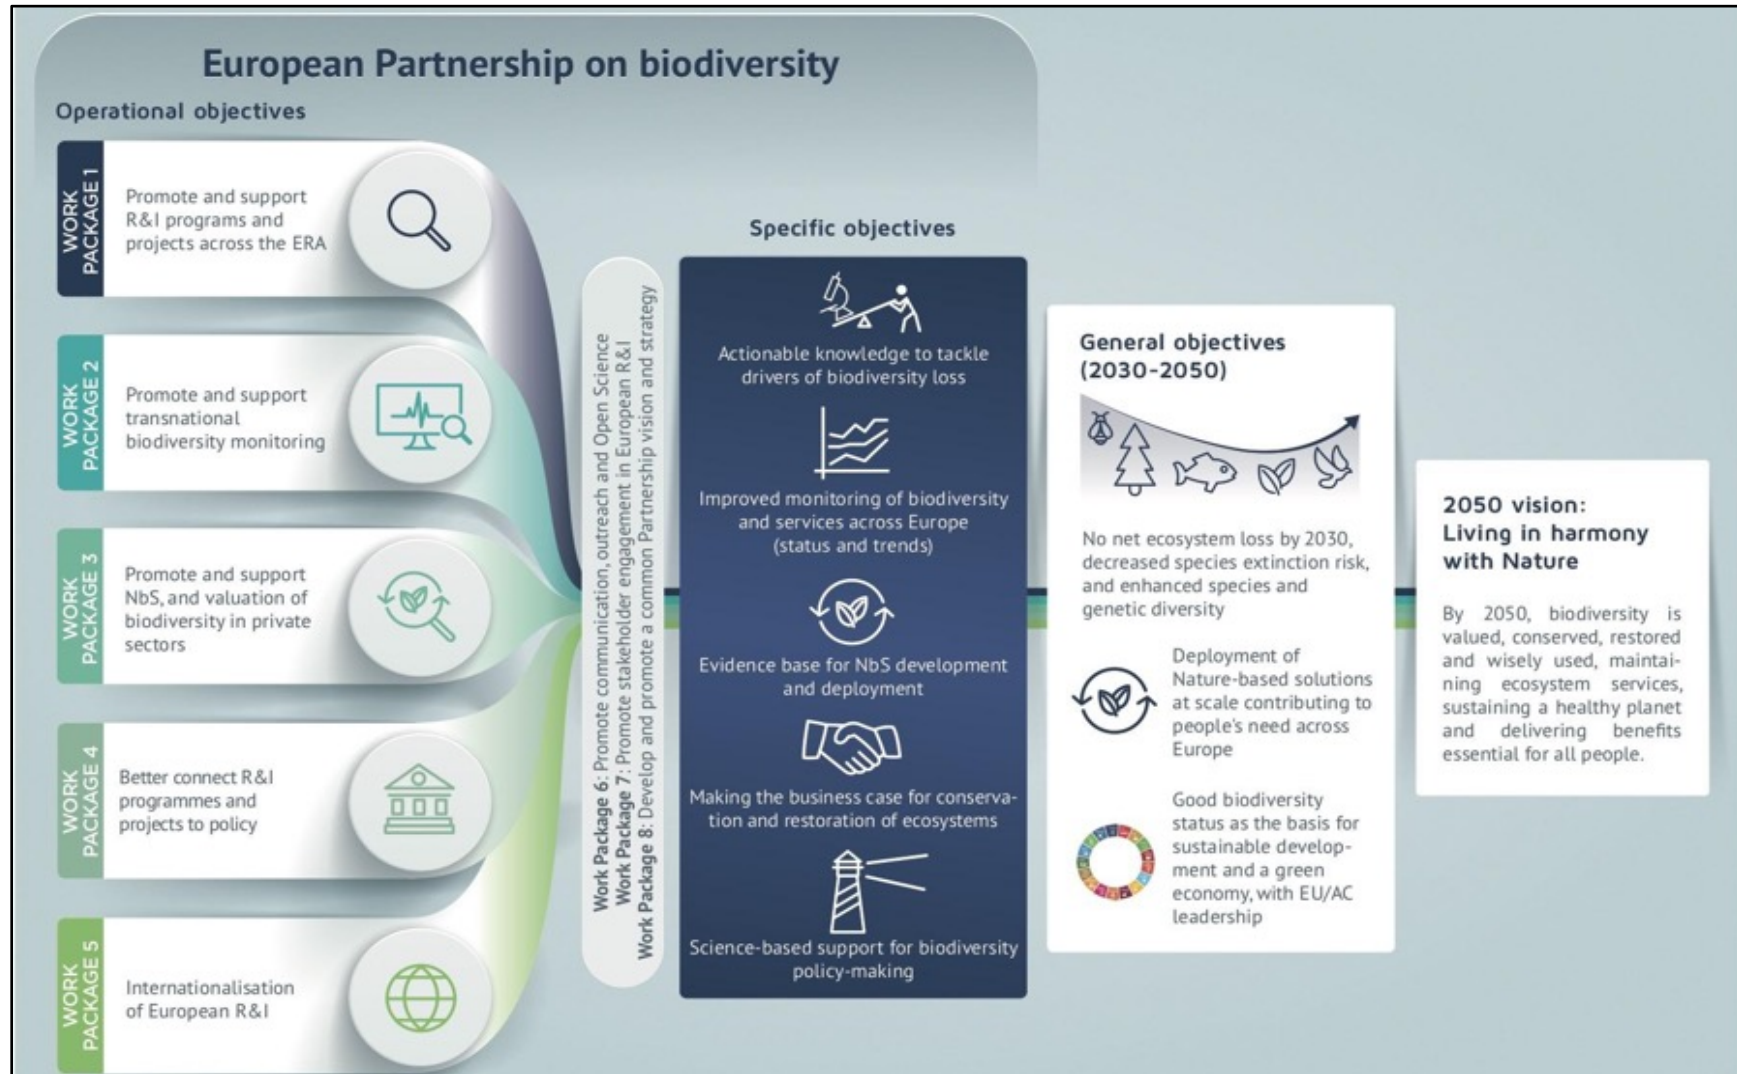 European Partnership on biodiversity
Operational objectives
WORK
PACKAGE 1
Promote and support
R&I programs and
projects across the ERA
WORK
PACKAGE 2
Promote and support
transnational
biodiversity monitoring
WORK
PACKAGE 3
Promote and support
NbS, and valuation of
biodiversity in private
sectors
WORK
PACKAGE 4
Better connect R&I
programmes and
projects to policy
WORK
PACKAGE 5
Internationalisation
of European R&I
Work Package 6: Promote communication, outreach and Open Science
Work Package 7: Promote stakeholder engagement in European R&I
Work Package 8: Develop and promote a common Partnership vision and strategy
Specific objectives
Actionable knowledge to tackle
drivers of biodiversity loss
Improved monitoring of biodiversity
and services across Europe
(status and trends)
Evidence base for NbS development
and deployment
Making the business case for conserva-
tion and restoration of ecosystems
Science-based support for biodiversity
policy-making
General objectives
(2030-2050)
No net ecosystem loss by 2030,
decreased species extinction risk,
and enhanced species and
genetic diversity
Deployment of
Nature-based solutions
at scale contributing to
people's need across
Europe
Good biodiversity
status as the basis for
sustainable develop-
ment and a green
economy, with EU/AC
leadership
2050 vision:
Living in harmony
with Nature
By 2050, biodiversity is
valued, conserved, restored
and wisely used, maintai-
ning ecosystem services,
sustaining a healthy planet
and delivering benefits
essential for all people.